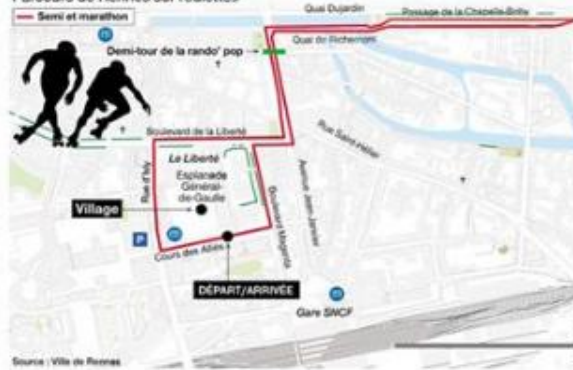 Semi et marathon
Quai Dujardin
Passage de la Chapelle-Brilly
Quai de Richemont
Demi-tour de la rando' pop
Boulevard de la Liberté
Rue Saint-Hélier
Le Liberté
Esplanade
Général-
de-Gaulle
Rue d'Isly
Avenue Jean-Janvier
Boulevard Magenta
Village
P
Cours des Alliés
DÉPART/ARRIVÉE
Gare SNCF
Source : Ville de Rennes